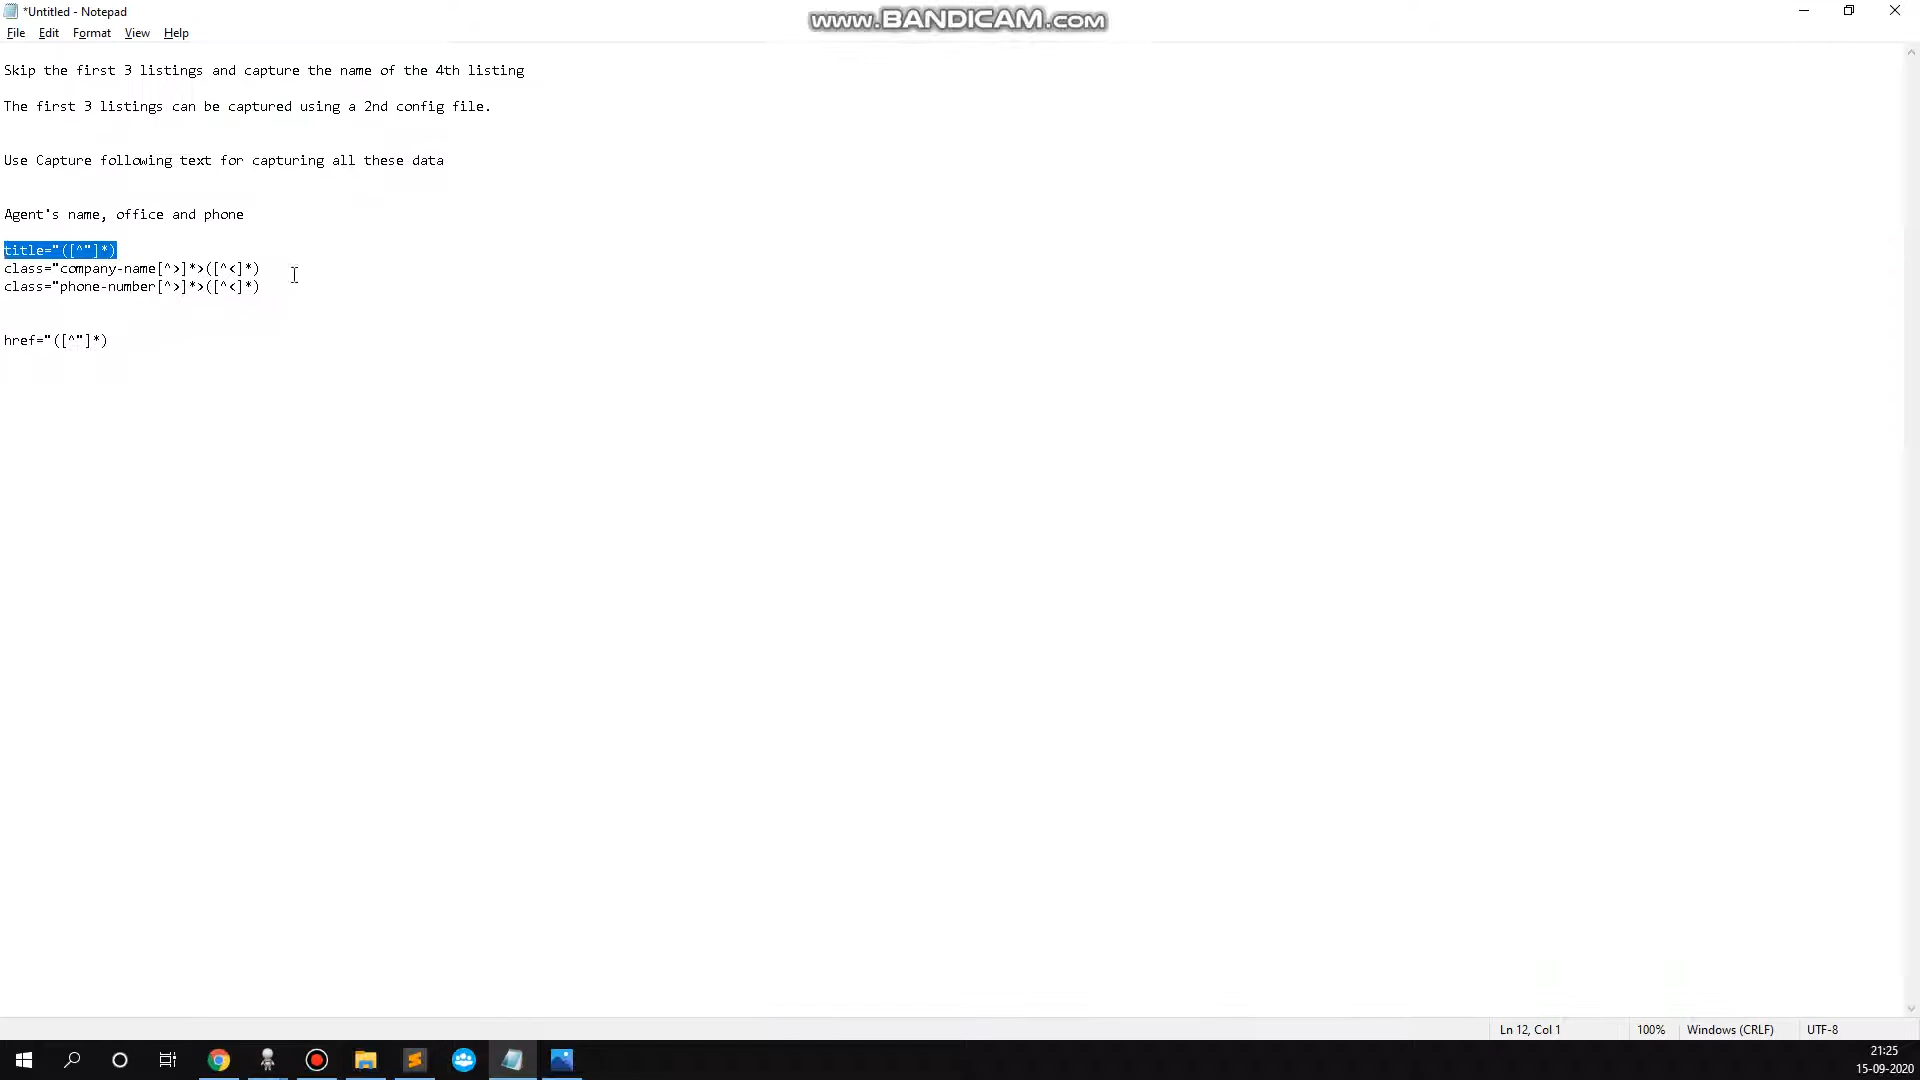 *Untitled - Notepad
www.BANDICAM.com
File Edit Format View Help
Skip the first 3 listings and capture the name of the 4th listing
The first 3 listings can be captured using a 2nd config file.
Use Capture following text for capturing all these data
Agent's name, office and phone
title="([^"]*)
class="company-name[^>]*>([^<]*)
class="phone-number[^>]*>([^<]*)
href="([^"]*)
Ln 12, Col 1 100% Windows (CRLF) UTF-8
21:25
15-09-2020